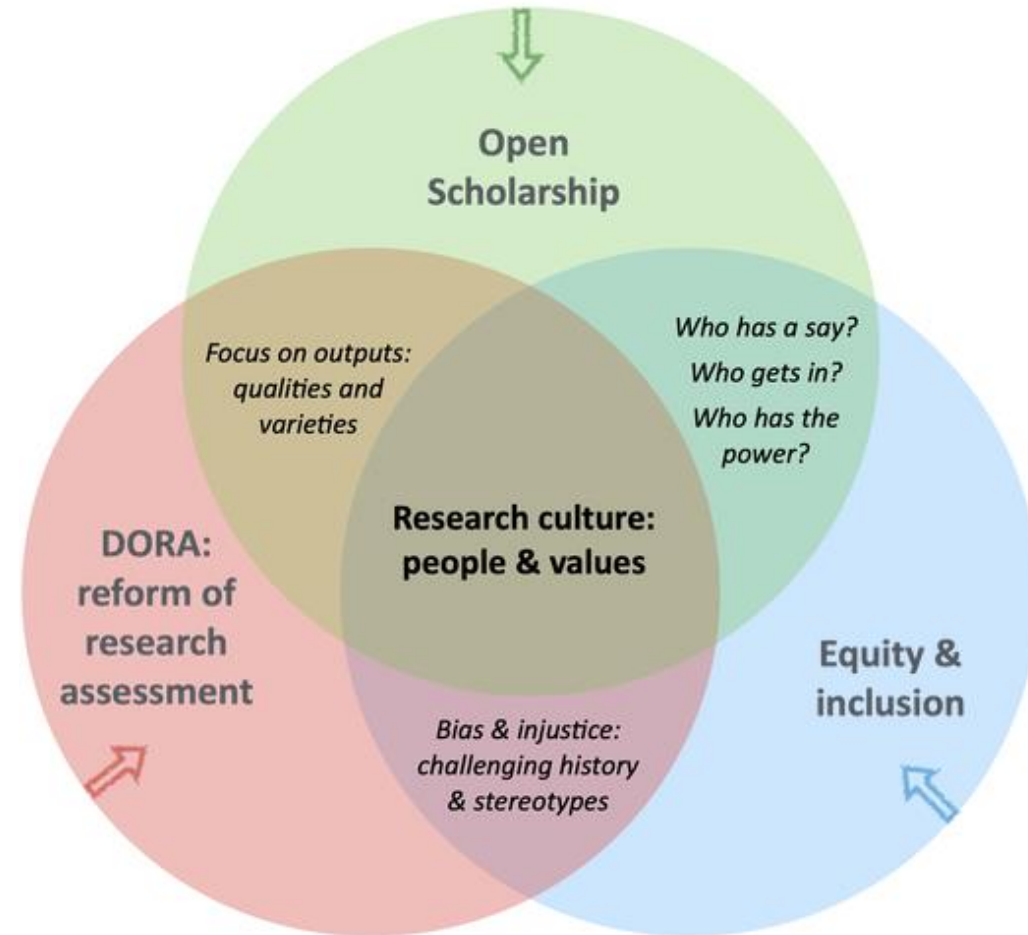 Open
Scholarship
Focus on outputs:
qualities and
varieties
Who has a say?
Who gets in?
Who has the
power?
Research culture:
people & values
DORA:
reform of
research
assessment
Equity &
inclusion
Bias & injustice:
challenging history
& stereotypes